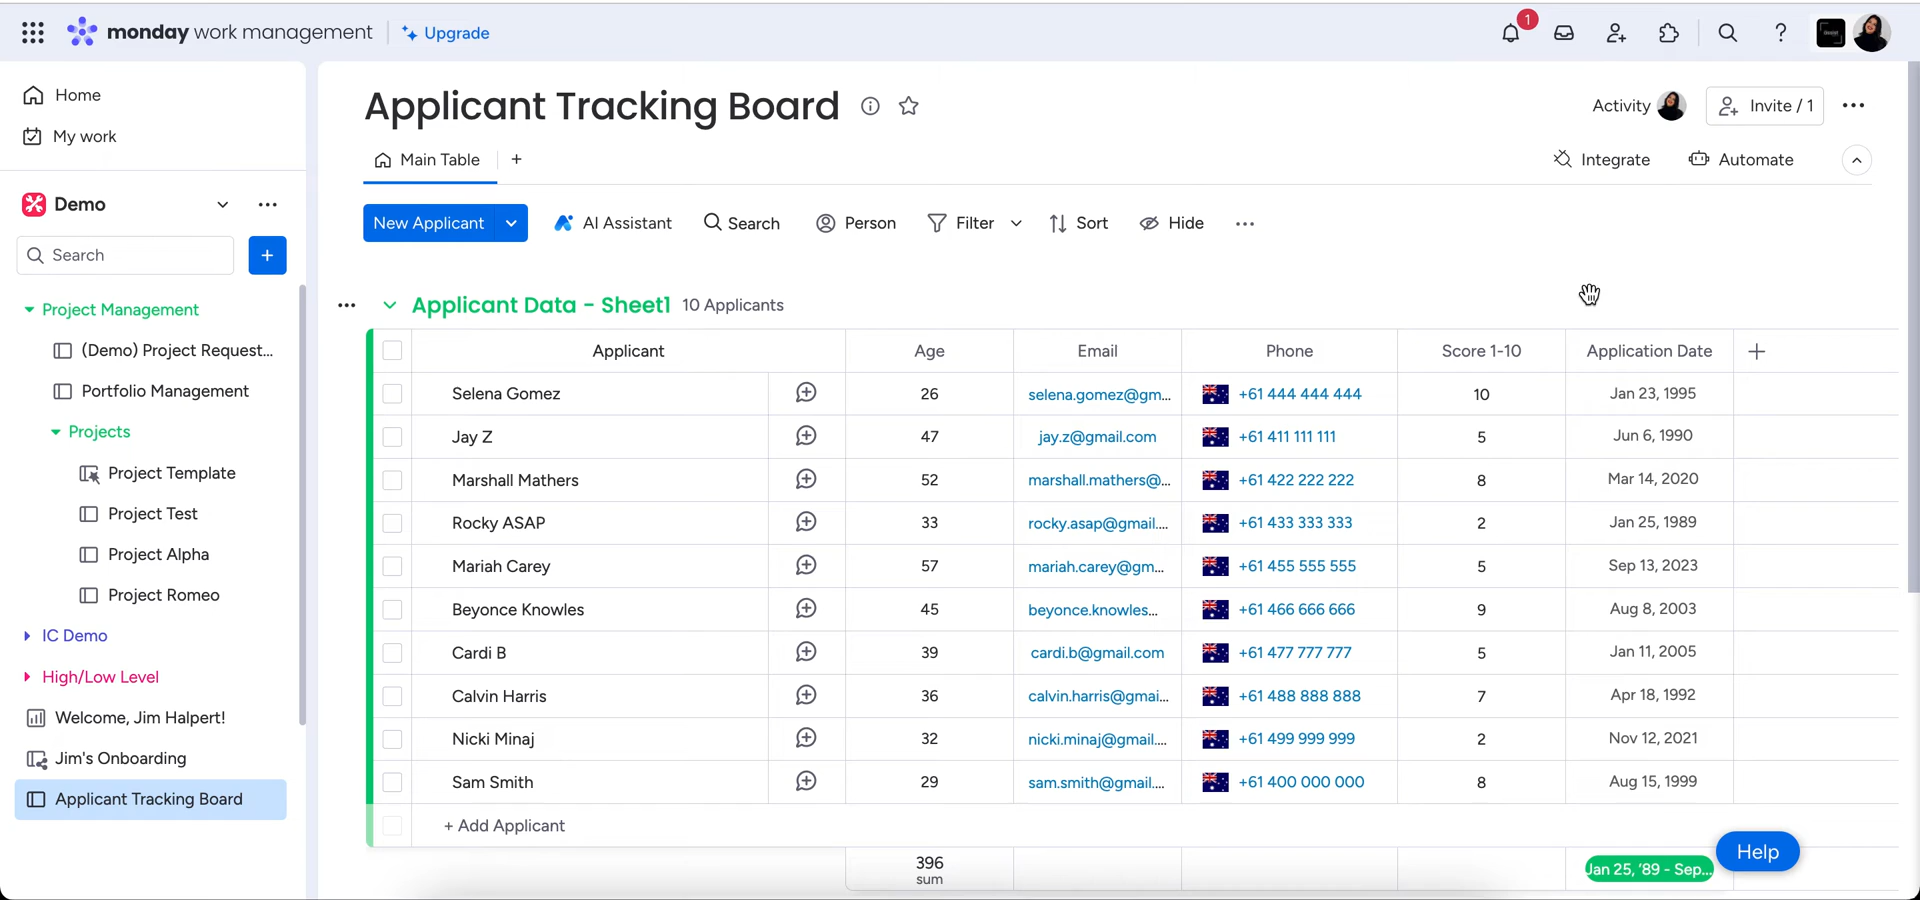 monday work management
Upgrade
1
Home
My work
Demo
Search
Project Management
(Demo) Project Request...
Portfolio Management
Projects
Project Template
Project Test
Project Alpha
Project Romeo
IC Demo
High/Low Level
Welcome, Jim Halpert!
Jim's Onboarding
Applicant Tracking Board
Applicant Tracking Board
Activity
Invite / 1
Main Table
Integrate
Automate
New Applicant
AI Assistant
Search
Person
Filter
Sort
Hide
Applicant Data - Sheet1 10 Applicants
Applicant Age Email Phone Score 1-10 Application Date
Selena Gomez 26 selena.gomez@gm... +61 444 444 444 10 Jan 23, 1995
Jay Z 47 jay.z@gmail.com +61 411 111 111 5 Jun 6, 1990
Marshall Mathers 52 marshall.mathers@... +61 422 222 222 8 Mar 14, 2020
Rocky ASAP 33 rocky.asap@gmail.... +61 433 333 333 2 Jan 25, 1989
Mariah Carey 57 mariah.carey@gm... +61 455 555 555 5 Sep 13, 2023
Beyonce Knowles 45 beyonce.knowles... +61 466 666 666 9 Aug 8, 2003
Cardi B 39 cardi.b@gmail.com +61 477 777 777 5 Jan 11, 2005
Calvin Harris 36 calvin.harris@gmai... +61 488 888 888 7 Apr 18, 1992
Nicki Minaj 32 nicki.minaj@gmail.... +61 499 999 999 2 Nov 12, 2021
Sam Smith 29 sam.smith@gmail.... +61 400 000 000 8 Aug 15, 1999
+ Add Applicant
396
sum
Jan 25, '89 - Sep...
Help